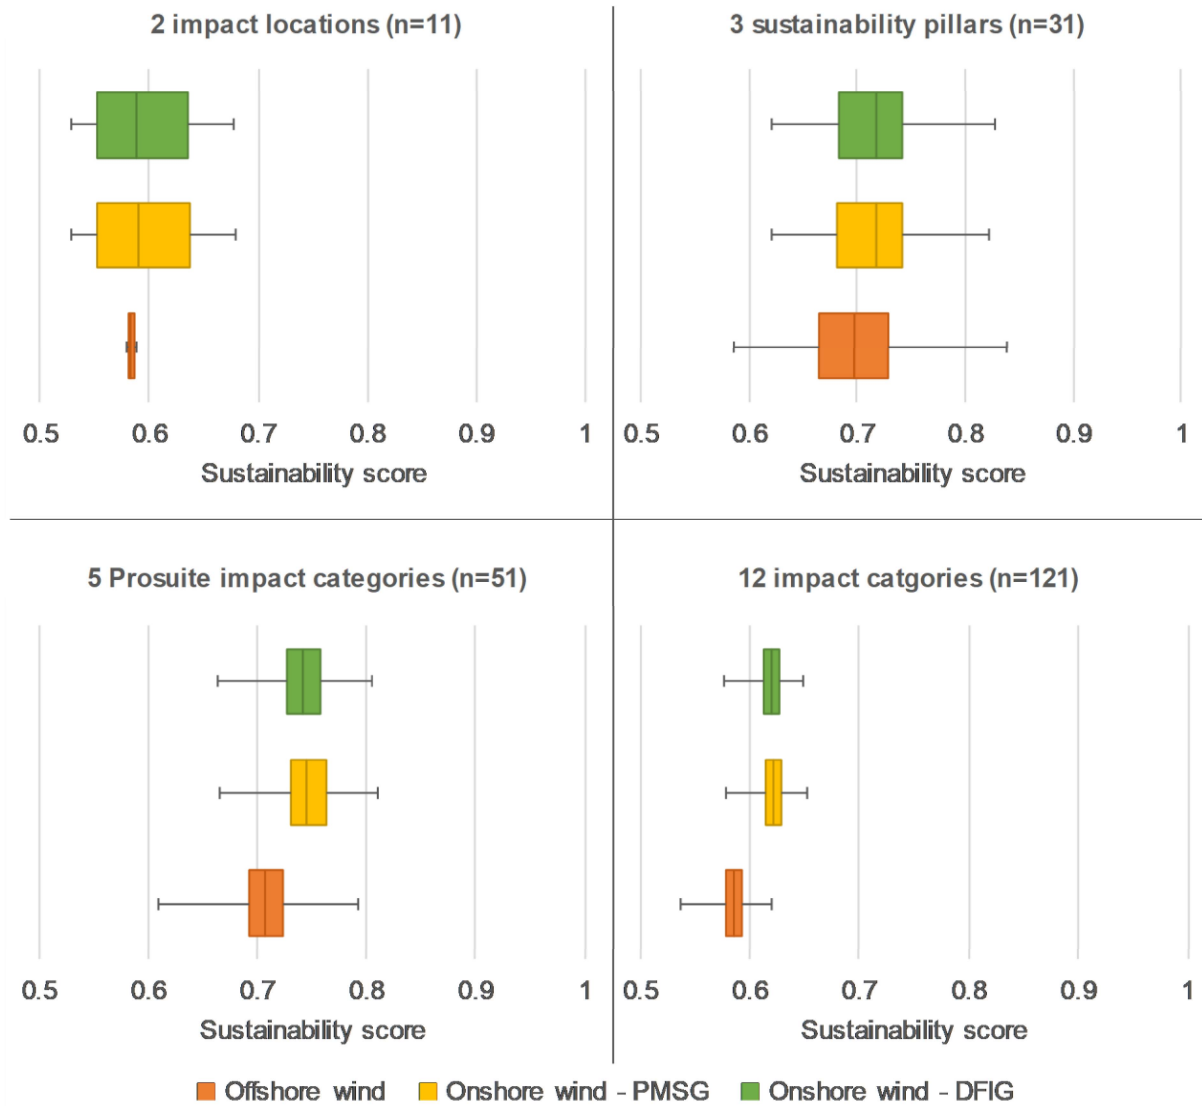 2 impact locations (n=11)
3 sustainability pillars (n=31)
0.5 0.6 0.7 0.8 0.9 1
Sustainability score
0.5 0.6 0.7 0.8 0.9 1
Sustainability score
5 Prosuite impact categories (n=51)
12 impact catgories (n=121)
0.5 0.6 0.7 0.8 0.9 1
Sustainability score
0.5 0.6 0.7 0.8 0.9 1
Sustainability score
Offshore wind Onshore wind - PMSG Onshore wind - DFIG